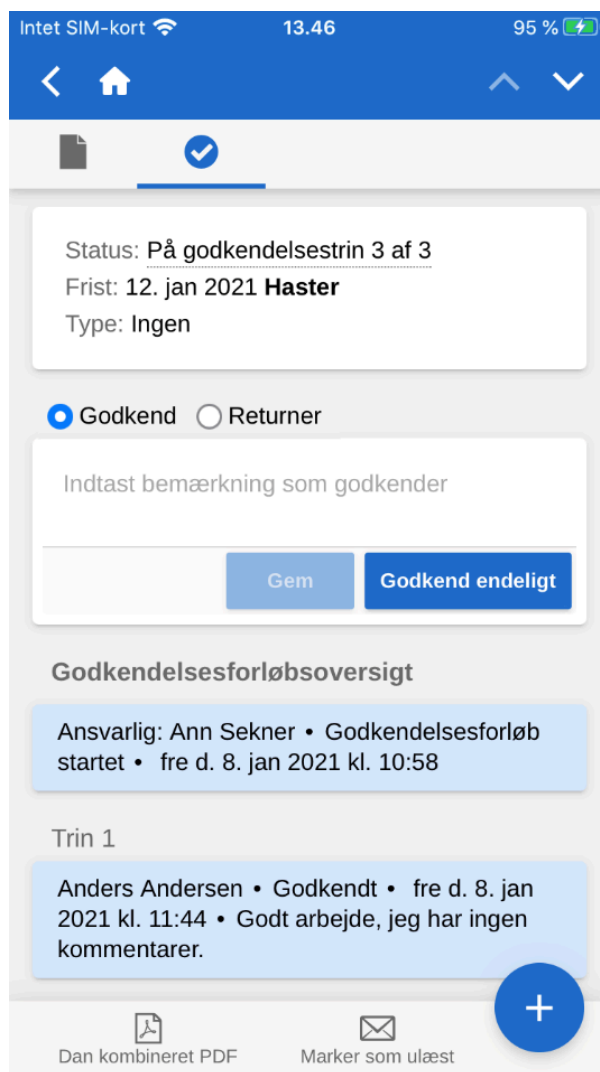 Intet SIM-kort 13.46 95 %
Status: På godkendelsestrin 3 af 3
Frist: 12. jan 2021 Haster
Type: Ingen
Godkend Returner
Indtast bemærkning som godkender
Gem Godkend endeligt
Godkendelsesforløbsoversigt
Ansvarlig: Ann Sekner • Godkendelsesforløb
startet • fre d. 8. jan 2021 kl. 10:58
Trin 1
Anders Andersen • Godkendt • fre d. 8. jan
2021 kl. 11:44 • Godt arbejde, jeg har ingen
kommentarer.
Dan kombineret PDF Marker som ulæst